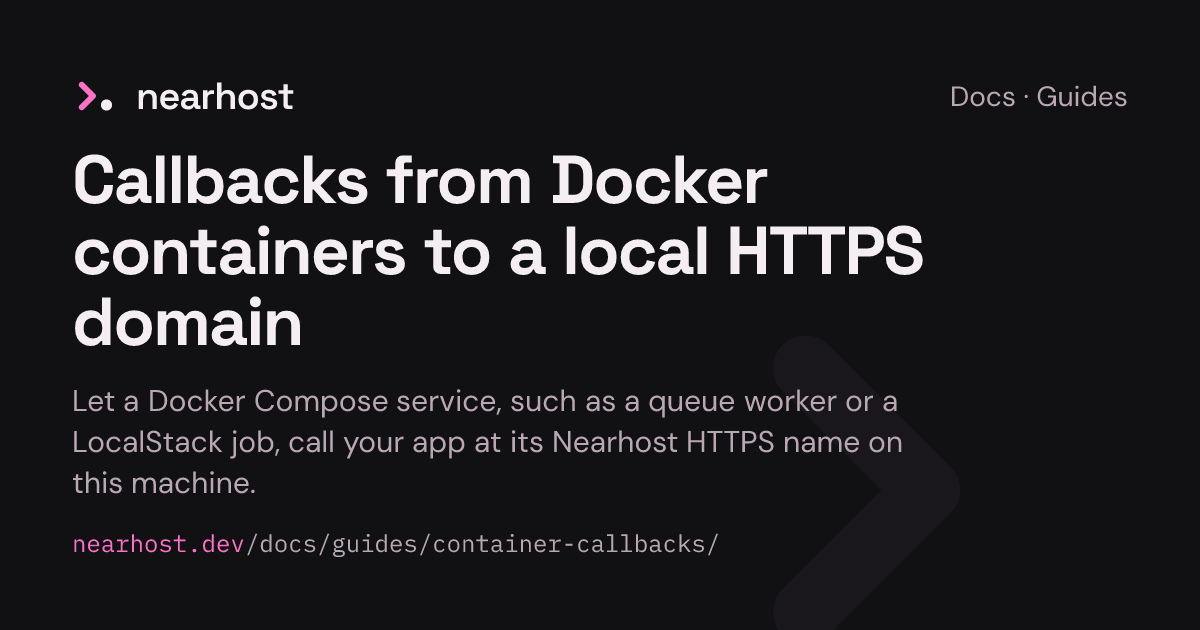 nearhost
Docs · Guides
Callbacks from Docker
containers to a local HTTPS
domain
Let a Docker Compose service, such as a queue worker or a
LocalStack job, call your app at its Nearhost HTTPS name on
this machine.
nearhost.dev/docs/guides/container-callbacks/